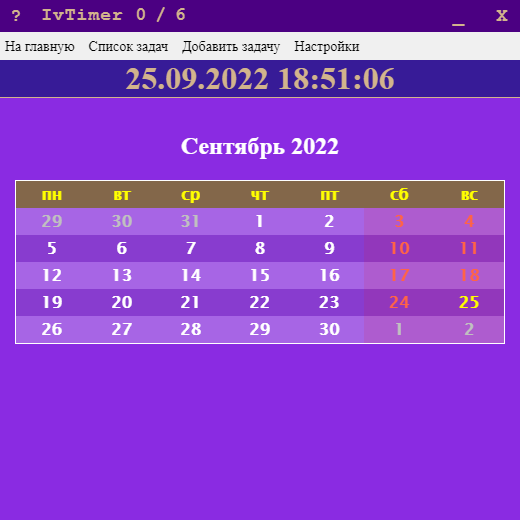 ? IvTimer 0 / 6 _ X
На главную Список задач Добавить задачу Настройки
25.09.2022 18:51:06
Сентябрь 2022
пн вт ср чт пт сб вс
29 30 31 1 2 3 4
5 6 7 8 9 10 11
12 13 14 15 16 17 18
19 20 21 22 23 24 25
26 27 28 29 30 1 2